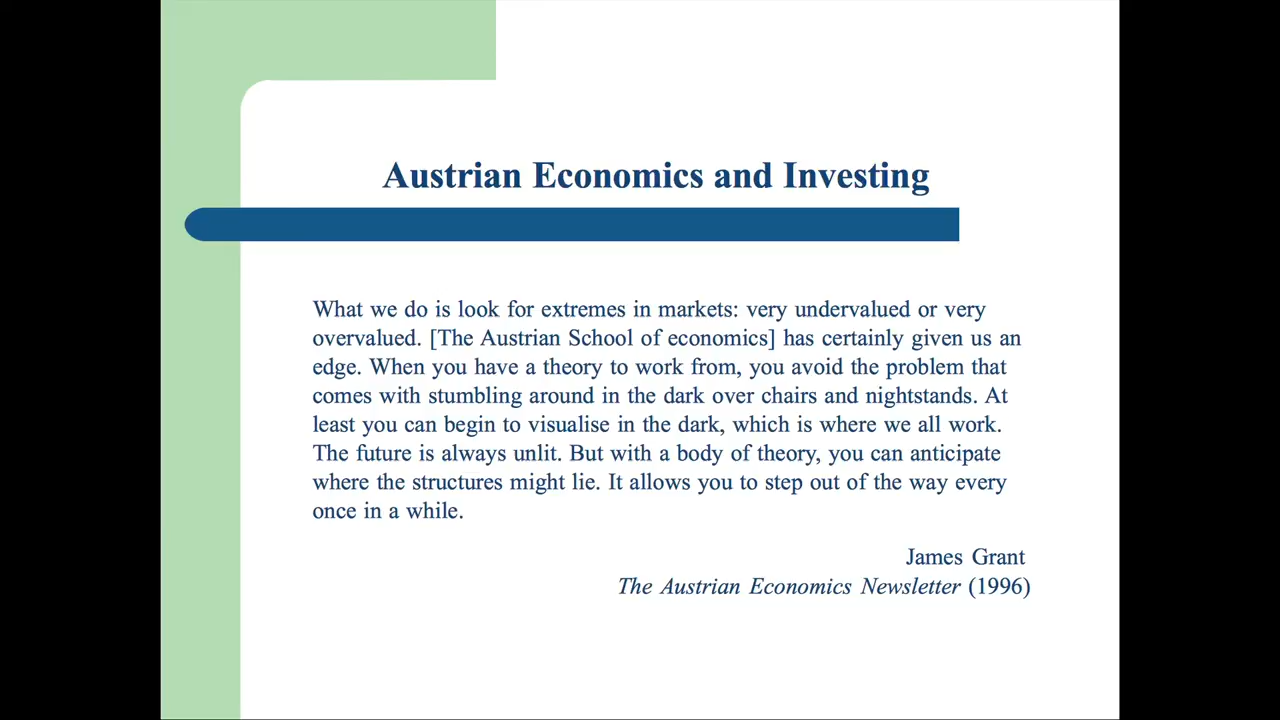 Austrian Economics and Investing
What we do is look for extremes in markets: very undervalued or very
overvalued. [The Austrian School of economics] has certainly given us an
edge. When you have a theory to work from, you avoid the problem that
comes with stumbling around in the dark over chairs and nightstands. At
least you can begin to visualise in the dark, which is where we all work.
The future is always unlit. But with a body of theory, you can anticipate
where the structures might lie. It allows you to step out of the way every
once in a while.
James Grant
The Austrian Economics Newsletter (1996)